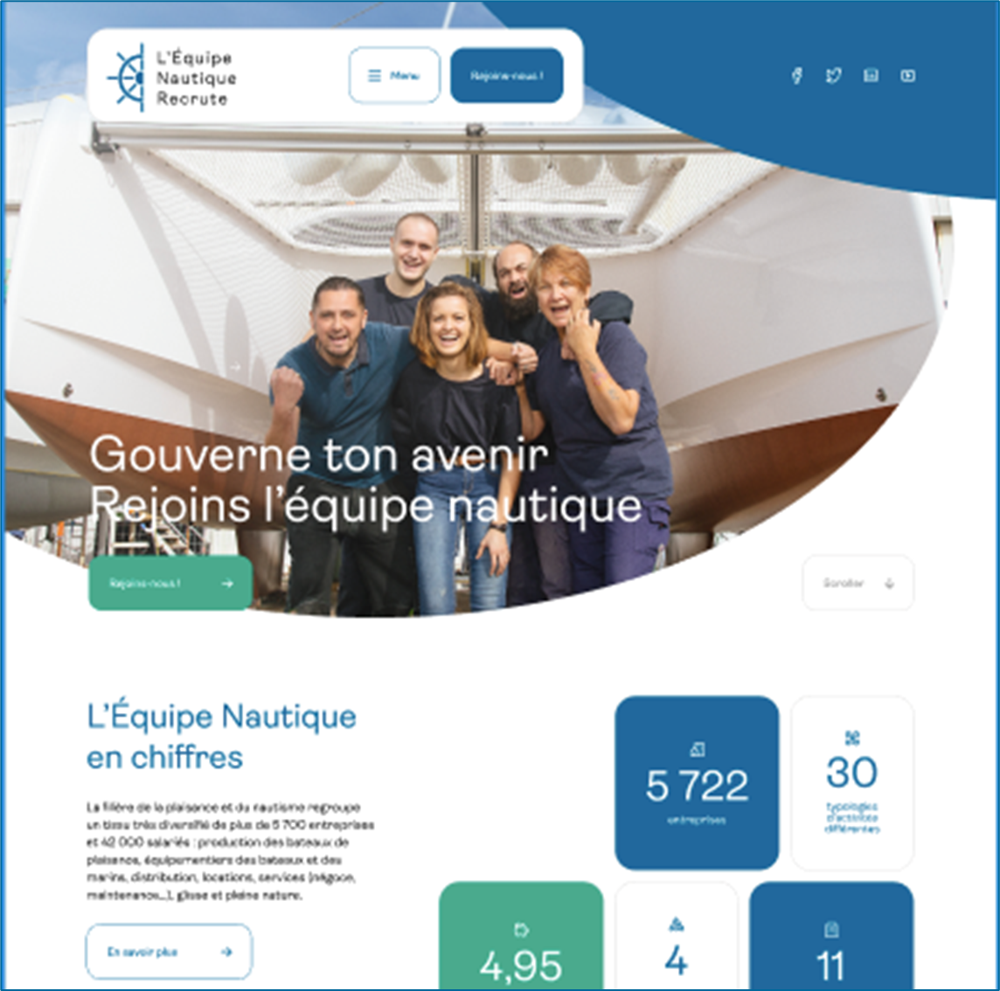 L'Équipe
Nautique
Recrute
Menu
Rejoins-nous !
Gouverne ton avenir
Rejoins l'équipe nautique
Rejoins-nous !
Scroller
L'Équipe Nautique
en chiffres
La filière de la plaisance et du nautisme regroupe
un tissu très diversifié de plus de 5 700 entreprises
et 42 000 salariés : production des bateaux de
plaisance, équipementiers des bateaux et des
marins, distribution, locations, services (négoce,
maintenance...), glisse et pleine nature.
En savoir plus
5 722
entreprises
30
typologies
d'activités
différentes
4,95
4
11